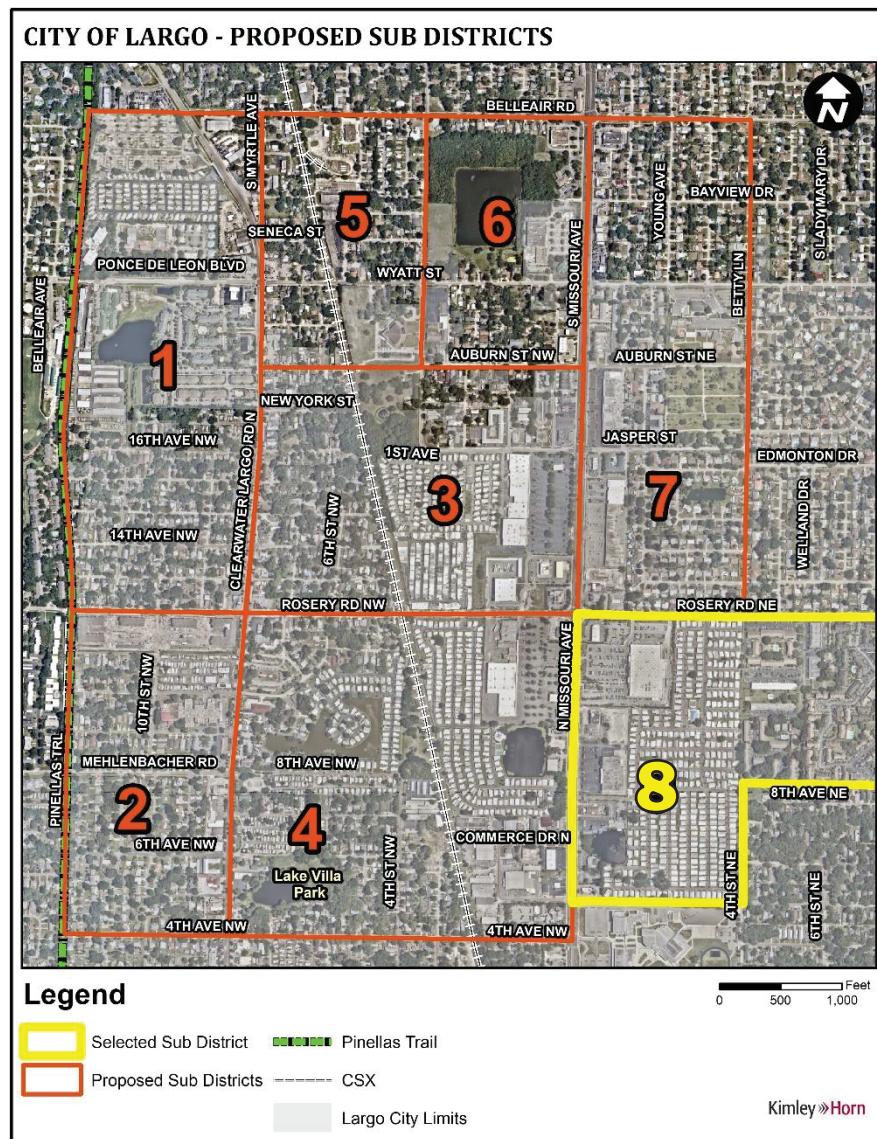 CITY OF LARGO - PROPOSED SUB DISTRICTS
N
BELLEAIR RD
S MYRTLE AVE
BAYVIEW DR
S LADY MARY DR
YOUNG AVE
5
6
SENECA ST
S MISSOURI AVE
BETTY LN
PONCE DE LEON BLVD
WYATT ST
BELLEAIR AVE
1
AUBURN ST NW
AUBURN ST NE
NEW YORK ST
16TH AVE NW
JASPER ST
1ST AVE
EDMONTON DR
CLEARWATER LARGO RD N
3
7
6TH ST NW
WELLAND DR
14TH AVE NW
ROSERY RD NW
ROSERY RD NE
N MISSOURI AVE
10TH ST NW
MEHLENBACHER RD
8TH AVE NW
PINELLAS TRL
8
8TH AVE NE
2
4
6TH AVE NW
COMMERCE DR N
4TH ST NW
Lake Villa
Park
4TH ST NE
6TH ST NE
4TH AVE NW
4TH AVE NW
Legend
Feet
0 500 1,000
Selected Sub District
Pinellas Trail
Proposed Sub Districts
CSX
Largo City Limits
Kimley»Horn